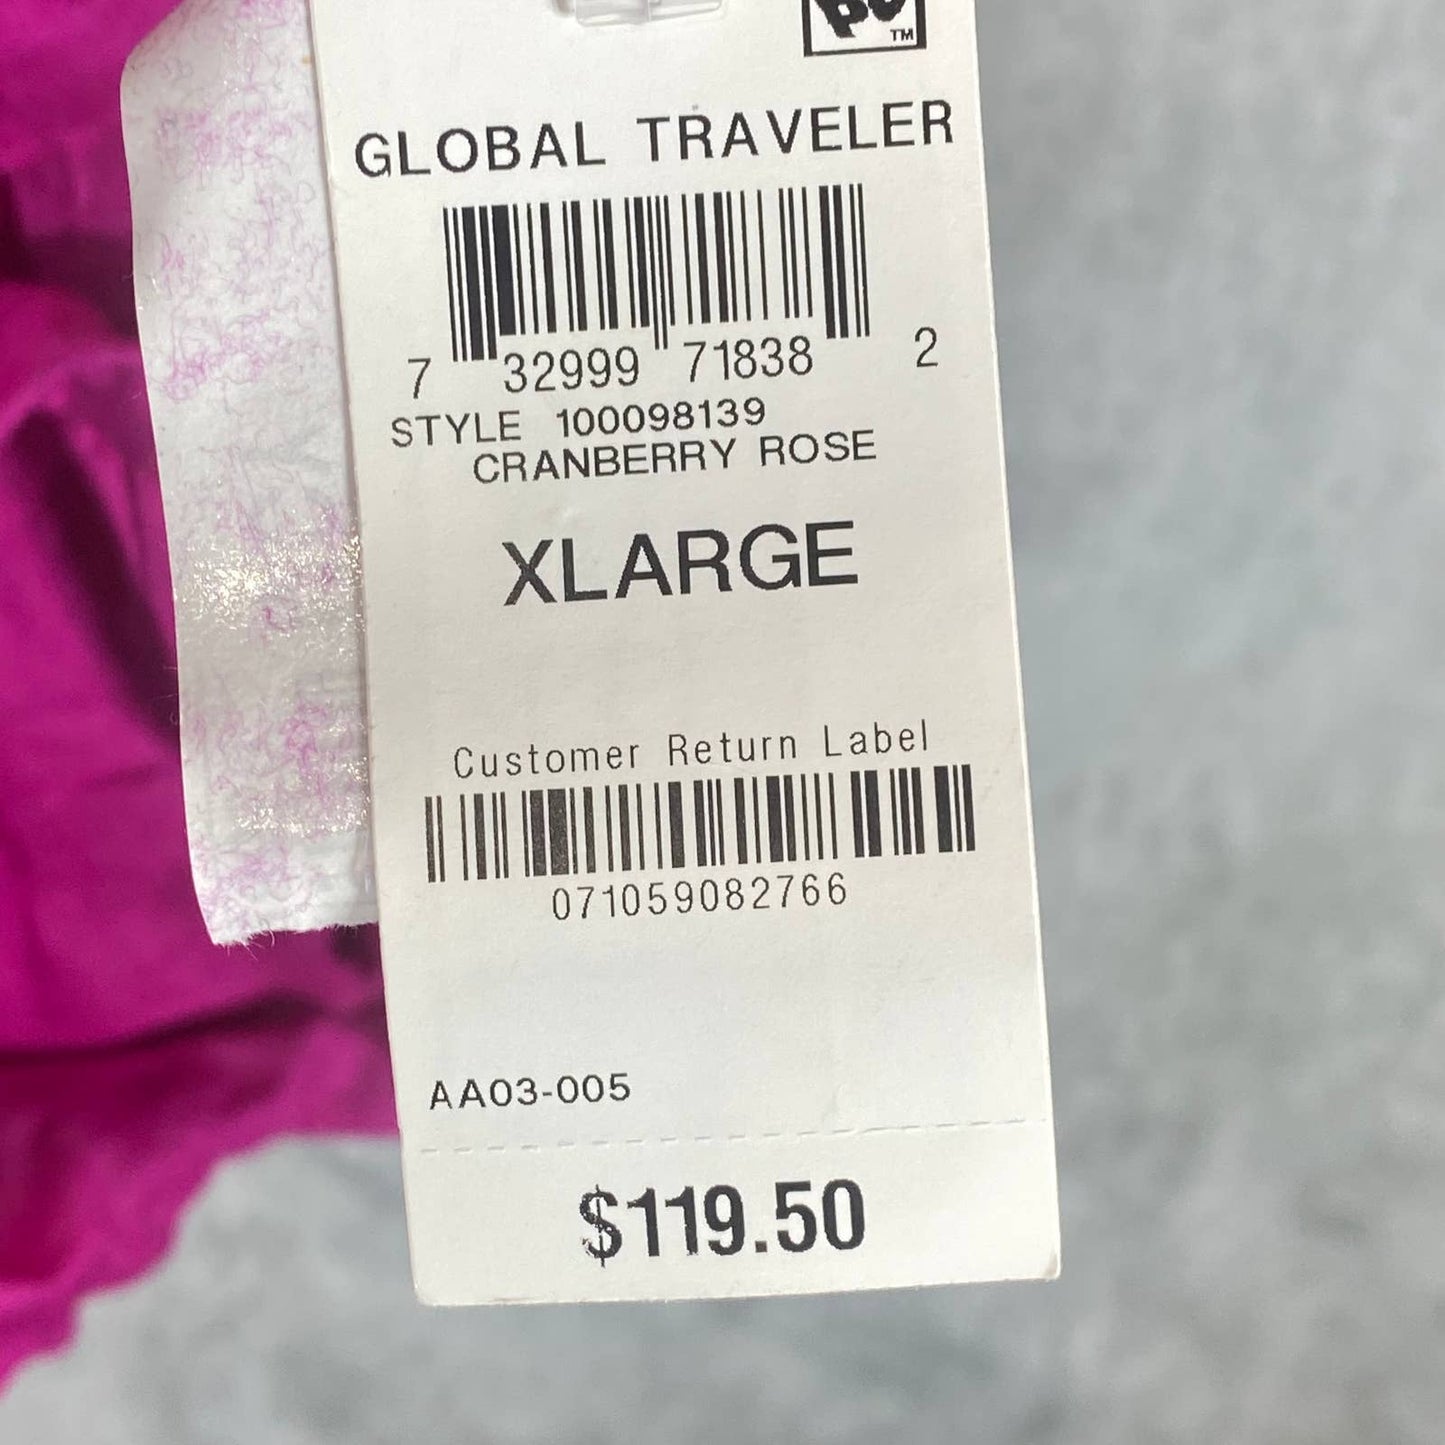 TM
GLOBAL TRAVELER
7 32999 71838 2
STYLE 100098139
CRANBERRY ROSE
XLARGE
Customer Return Label
071059082766
AA03-005
$119.50